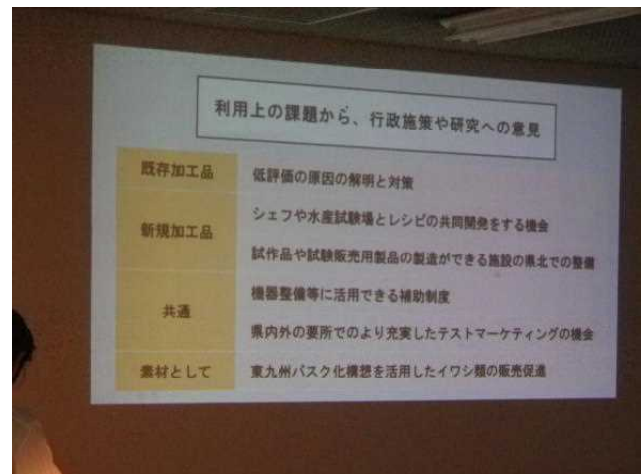 利用上の課題から、行政施策や研究への意見
既存加工品
低評価の原因の解明と対策
新規加工品
シェフや水産試験場とレシピの共同開発をする機会
試作品や試験販売用製品の製造ができる施設の県北での整備
共通
機器整備等に活用できる補助制度
県内外の要所でのより充実したテストマーケティングの機会
素材として
東九州バスク化構想を活用したイワシ類の販売促進